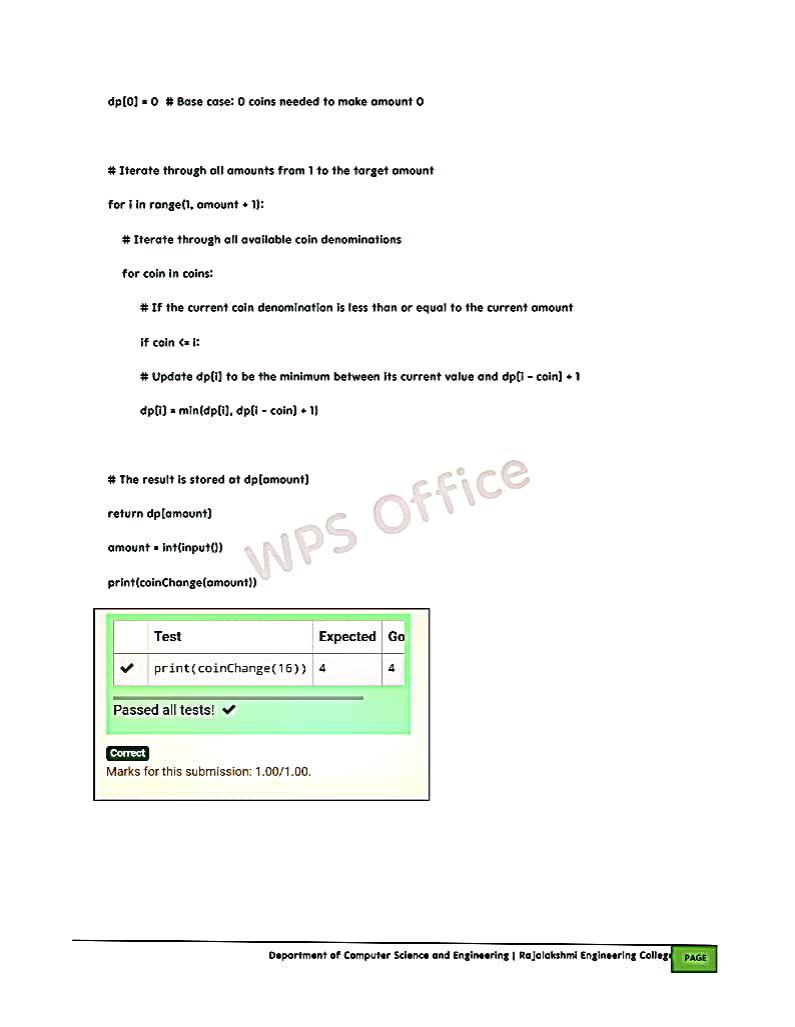 dp[0] = 0 # Base case: 0 coins needed to make amount 0
# Iterate through all amounts from 1 to the target amount
for i in range(1, amount + 1):
# Iterate through all available coin denominations
for coin in coins:
# If the current coin denomination is less than or equal to the current amount
if coin <= i:
# Update dp[i] to be the minimum between its current value and dp[i - coin] + 1
dp[i] = min(dp[i], dp[i - coin] + 1)
# The result is stored at dp[amount]
return dp[amount]
amount = int(input())
print(coinChange(amount))
WPS Office
Test Expected Go
print(coinChange(16)) 4 4
Passed all tests!
Correct
Marks for this submission: 1.00/1.00.
Department of Computer Science and Engineering | Rajalakshmi Engineering College PAGE